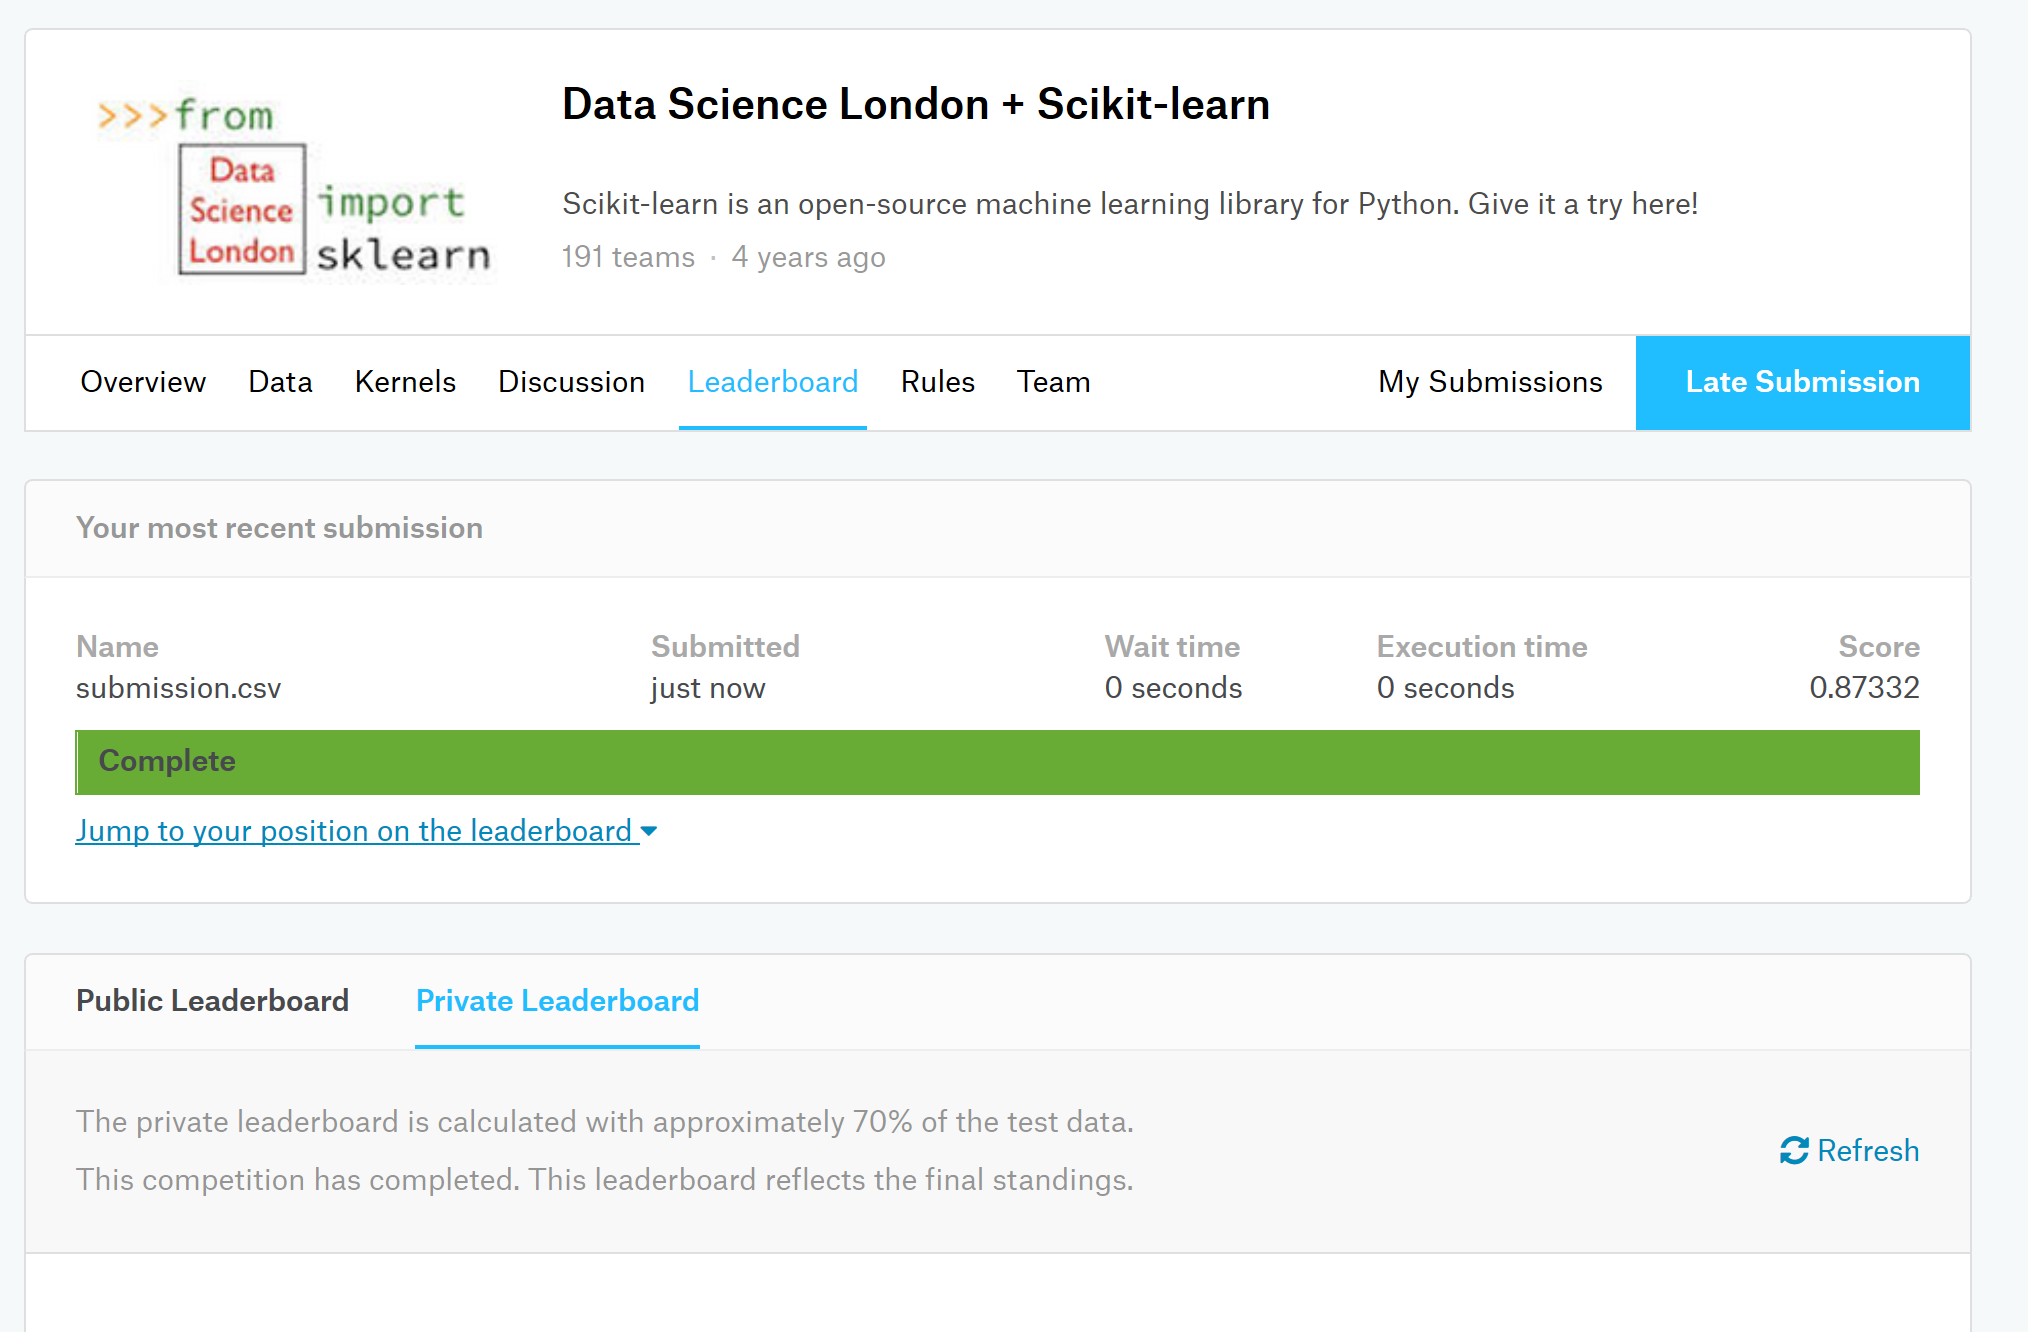 >>>from
Data
Science
London
import
sklearn
Data Science London + Scikit-learn
Scikit-learn is an open-source machine learning library for Python. Give it a try here!
191 teams · 4 years ago
Overview Data Kernels Discussion Leaderboard Rules Team My Submissions Late Submission
Your most recent submission
Name Submitted Wait time Execution time Score
submission.csv just now 0 seconds 0 seconds 0.87332
Complete
Jump to your position on the leaderboard
Public Leaderboard Private Leaderboard
The private leaderboard is calculated with approximately 70% of the test data.
This competition has completed. This leaderboard reflects the final standings.
Refresh